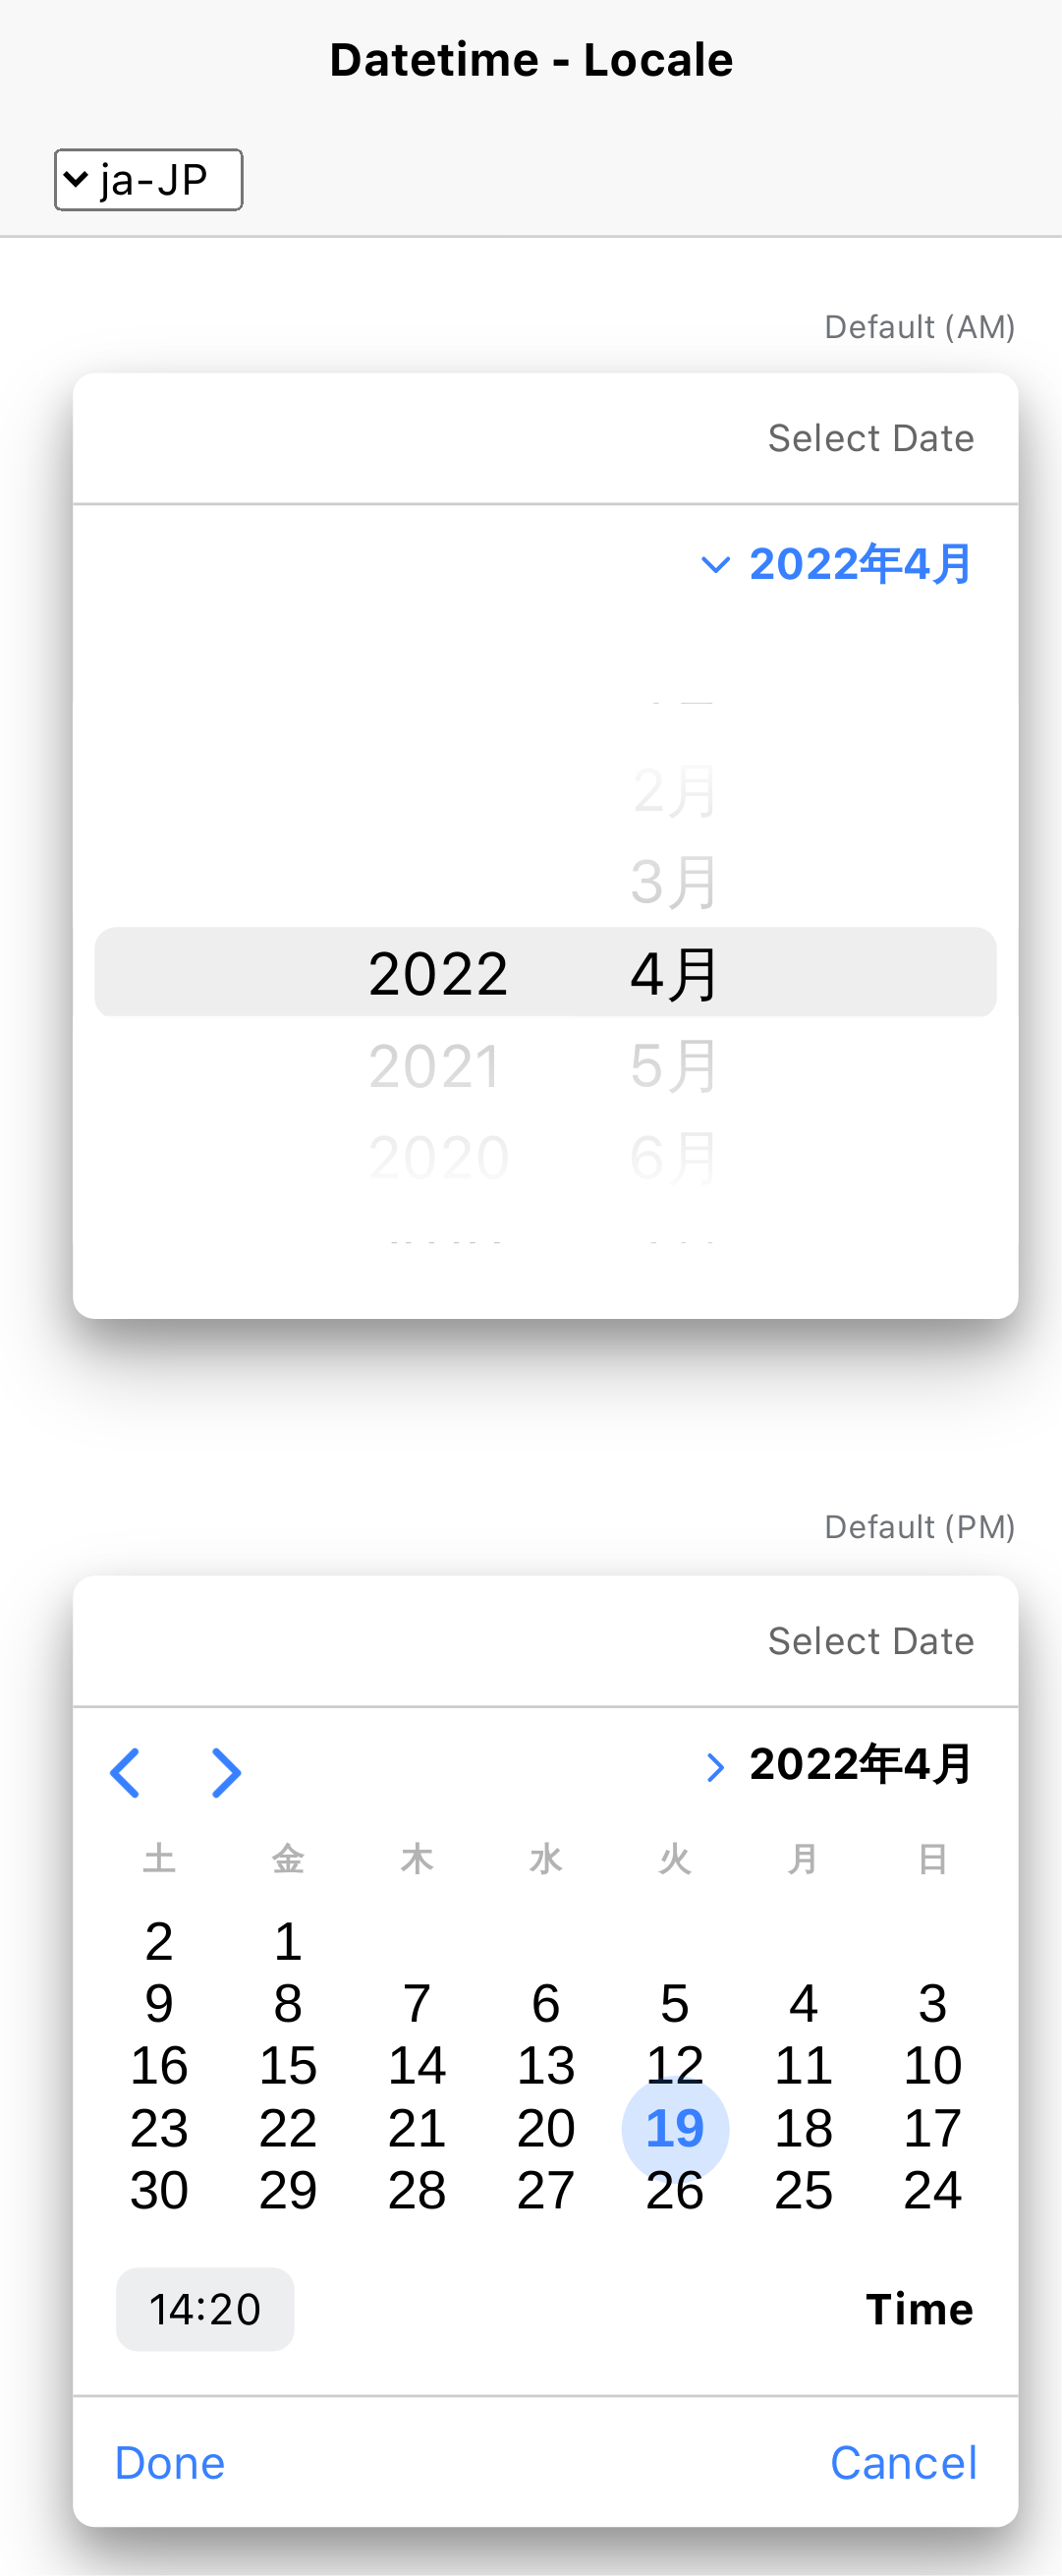 Datetime - Locale
ja-JP
Default (AM)
Select Date
2022年4月
2月
3月
2022 4月
2021 5月
2020 6月
Default (PM)
Select Date
2022年4月
土 金 木 水 火 月 日
2 1
9 8 7 6 5 4 3
16 15 14 13 12 11 10
23 22 21 20 19 18 17
30 29 28 27 26 25 24
14:20 Time
Done Cancel